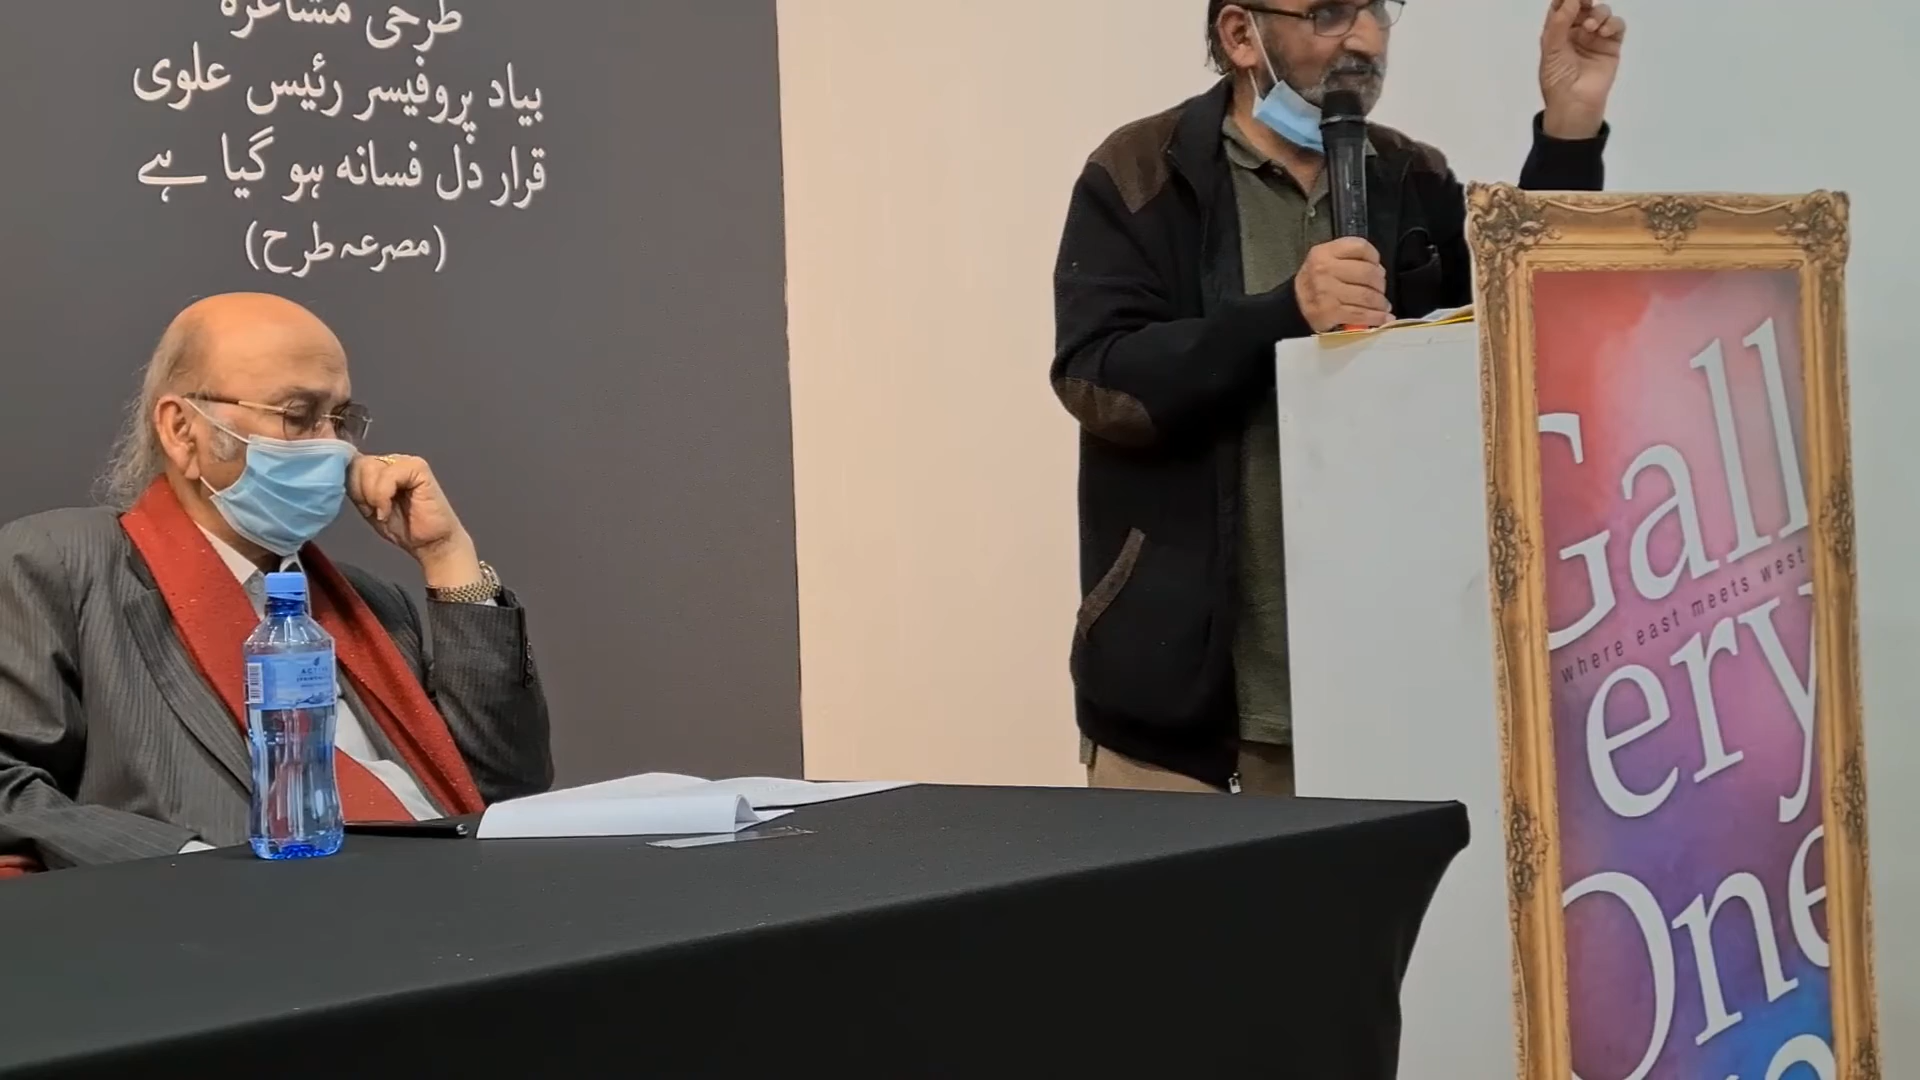 طرحی مشاعرہ
بیاد پروفیسر رئیس علوی
قرار دل فسانہ ہو گیا ہے
(مصرعہ طرح)
Gall
where east meets west
ery
One
ACTIVE